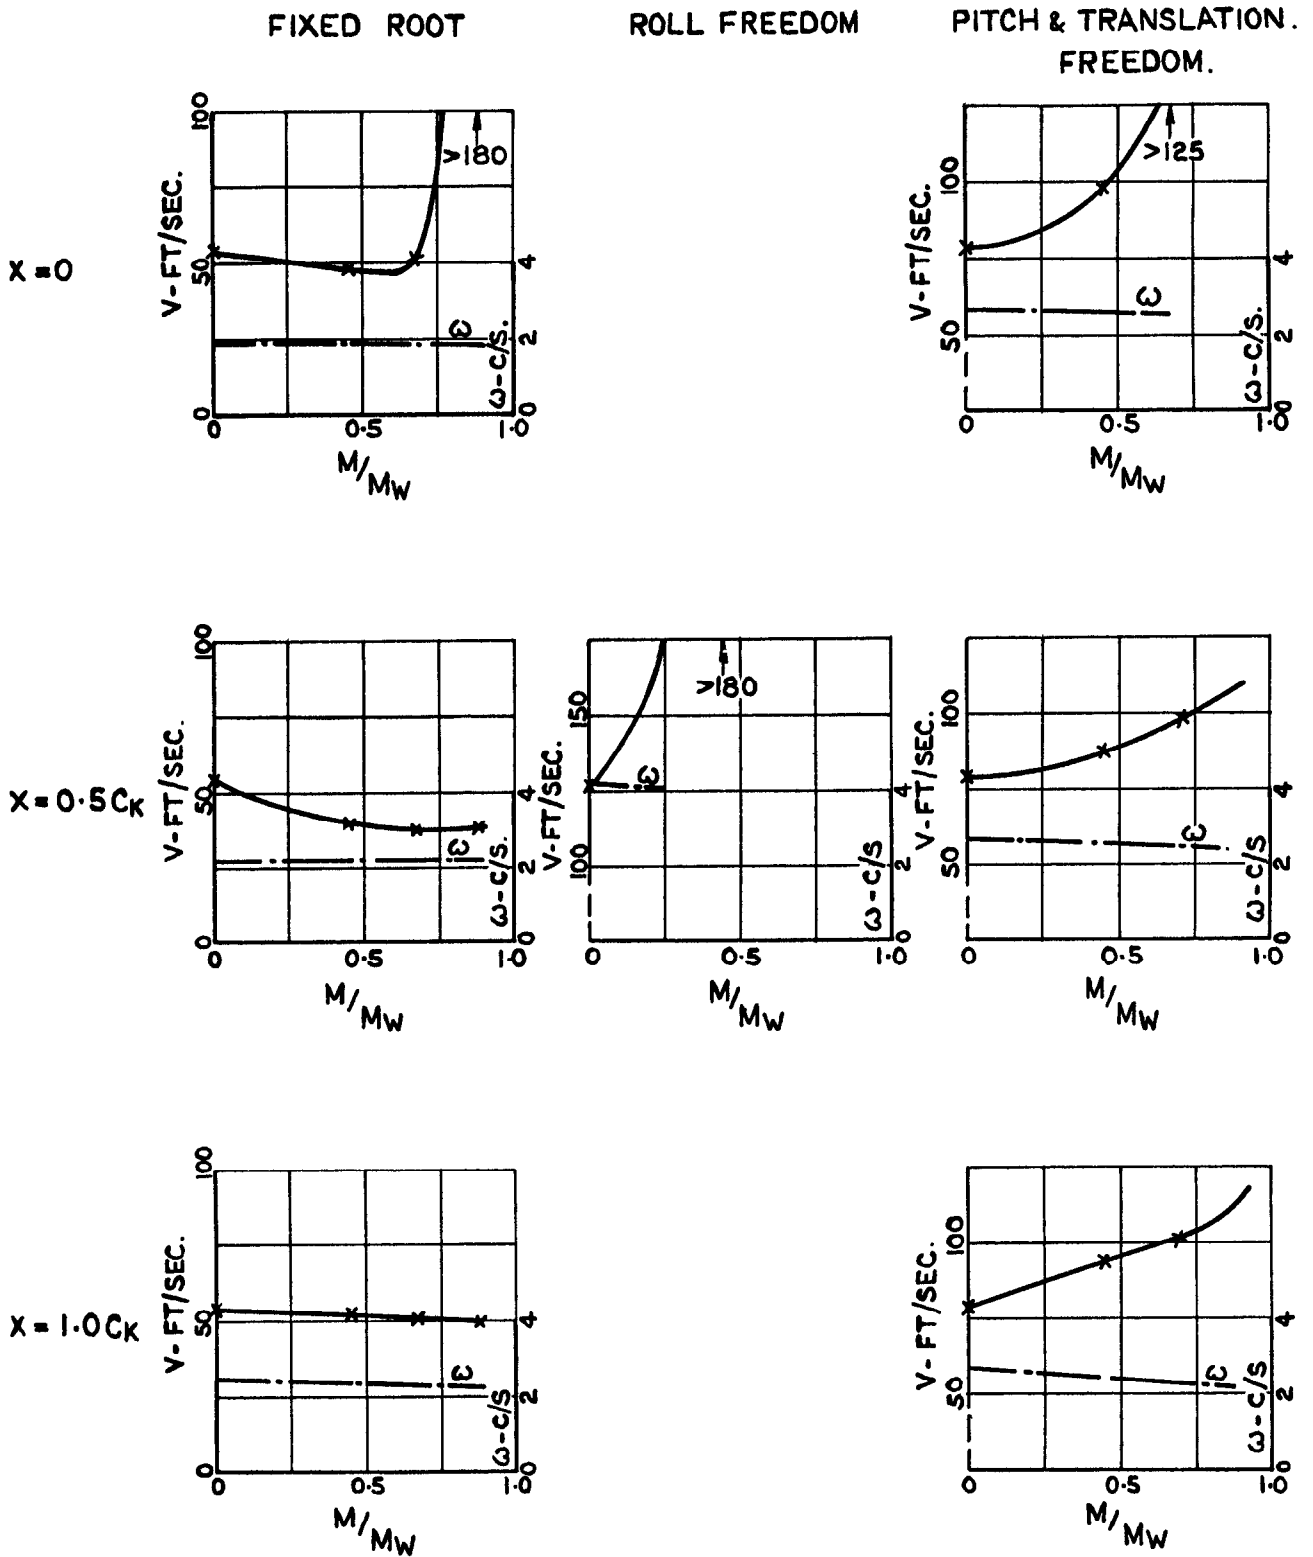 FIXED ROOT
ROLL FREEDOM
PITCH & TRANSLATION.
FREEDOM.
X = 0
V-FT/SEC.
100
50
0
>180
ω
4
2
0
ω-C/S.
0 0.5 1.0
M/MW
V-FT/SEC.
100
50
>125
ω
4
2
0
ω-C/S.
0 0.5 1.0
M/MW
X = 0.5CK
V-FT/SEC.
100
50
0
ω
4
2
0
ω-C/S.
0 0.5 1.0
M/MW
V-FT/SEC.
150
100
>180
ω
4
2
0
ω-C/S
0 0.5 1.0
M/MW
V-FT/SEC.
100
50
ω
4
2
0
ω-C/S
0 0.5 1.0
M/MW
X = 1.0CK
V-FT/SEC.
100
50
0
ω
4
2
0
ω-C/S
0 0.5 1.0
M/MW
V-FT/SEC.
100
50
ω
4
2
0
ω-C/S
0 0.5 1.0
M/MW